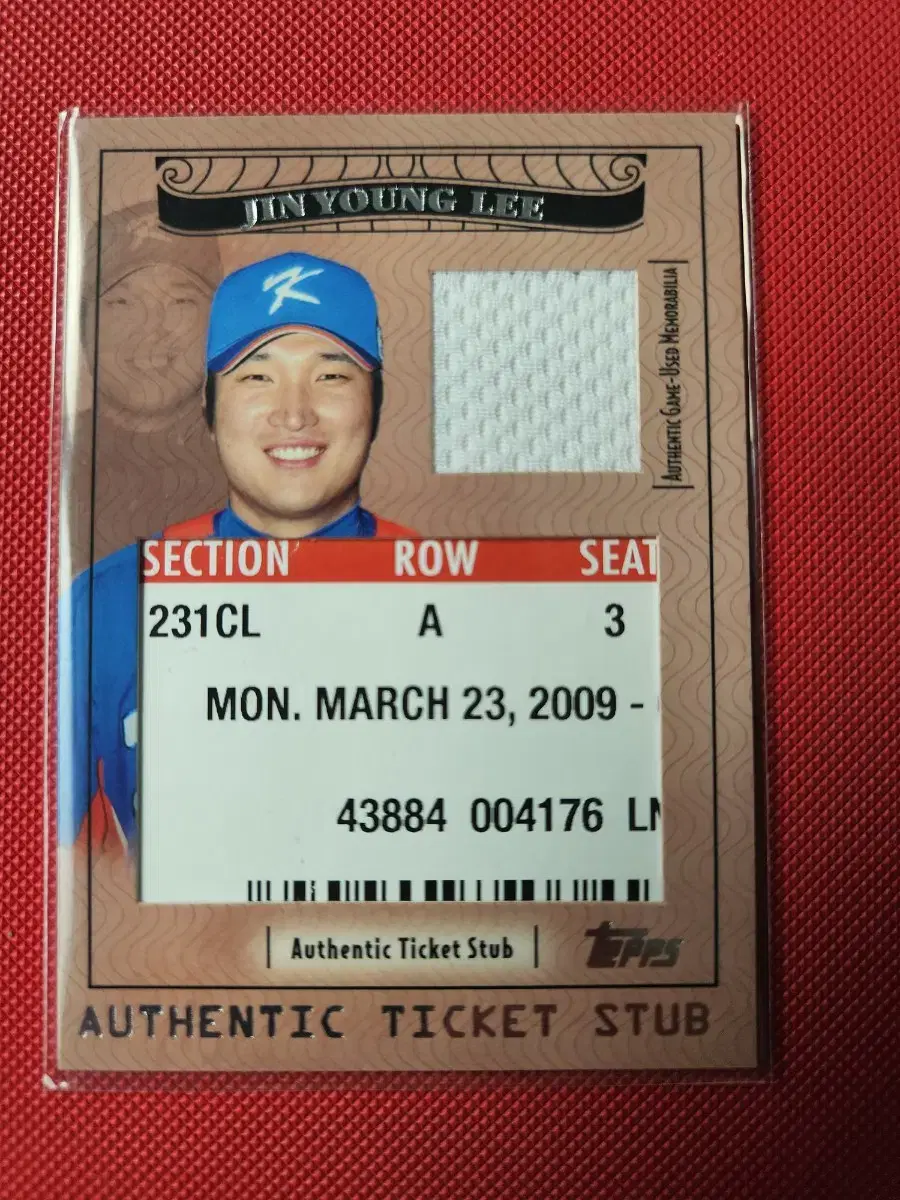 JIN YOUNG LEE
K
AUTHENTIC GAME-USED MEMORABILIA
SECTION ROW SEAT
231CL A 3
MON. MARCH 23, 2009 -
43884 004176 LN
Authentic Ticket Stub
Topps
AUTHENTIC TICKET STUB